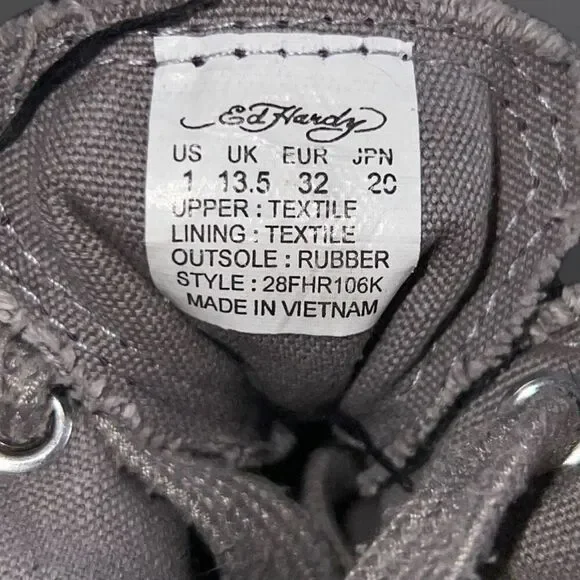 Ed Hardy
US UK EUR JPN
1 13.5 32 20
UPPER : TEXTILE
LINING : TEXTILE
OUTSOLE : RUBBER
STYLE : 28FHR106K
MADE IN VIETNAM